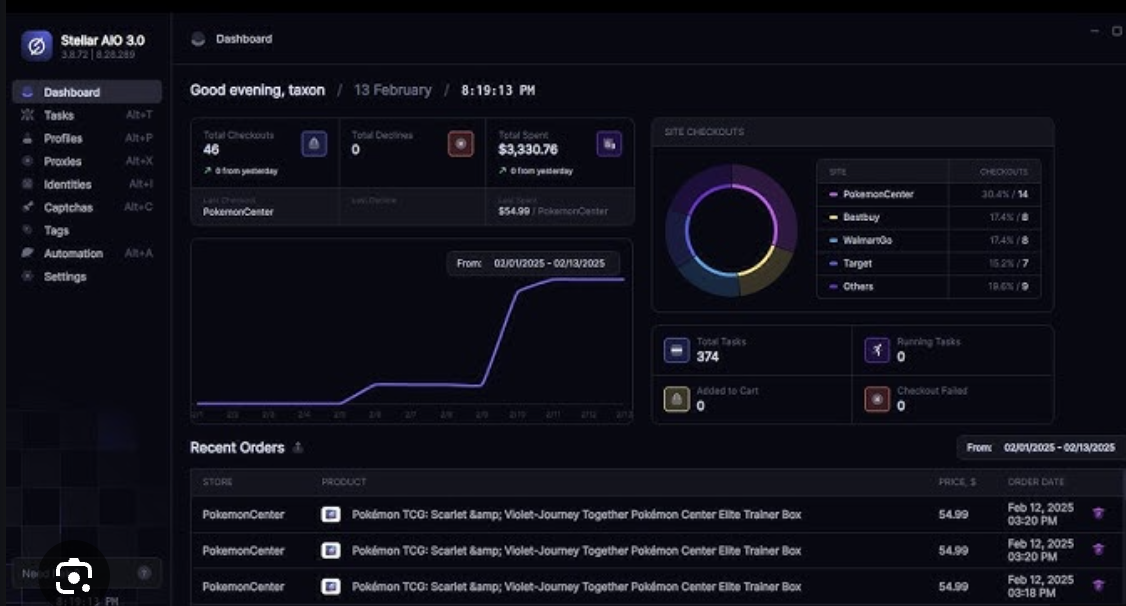 Stellar AIO 3.0
3.8.72 | 8.26.289
Dashboard
Dashboard
Tasks Alt+T
Profiles Alt+P
Proxies Alt+X
Identities Alt+I
Captchas Alt+C
Tags
Automation Alt+A
Settings
Good evening, taxon / 13 February / 8:19:13 PM
Total Checkouts
46
0 from yesterday
Last Checkout
PokemonCenter
Total Declines
0
Last Decline
Total Spent
$3,330.76
0 from yesterday
Last Spent
$54.99 / PokemonCenter
From: 02/01/2025 - 02/13/2025
2/1 2/2 2/3 2/4 2/5 2/6 2/7 2/8 2/9 2/10 2/11 2/12 2/13
SITE CHECKOUTS
SITE CHECKOUTS
PokemonCenter 30.4% / 14
Bestbuy 17.4% / 8
WalmartGo 17.4% / 8
Target 15.2% / 7
Others 19.6% / 9
Total Tasks
374
Running Tasks
0
Added to Cart
0
Checkout Failed
0
Recent Orders
From: 02/01/2025 - 02/13/2025
STORE PRODUCT PRICE, $ ORDER DATE
PokemonCenter Pokémon TCG: Scarlet &amp; Violet-Journey Together Pokémon Center Elite Trainer Box 54.99 Feb 12, 2025
03:20 PM
PokemonCenter Pokémon TCG: Scarlet &amp; Violet-Journey Together Pokémon Center Elite Trainer Box 54.99 Feb 12, 2025
03:20 PM
PokemonCenter Pokémon TCG: Scarlet &amp; Violet-Journey Together Pokémon Center Elite Trainer Box 54.99 Feb 12, 2025
03:18 PM
8:19:13 PM